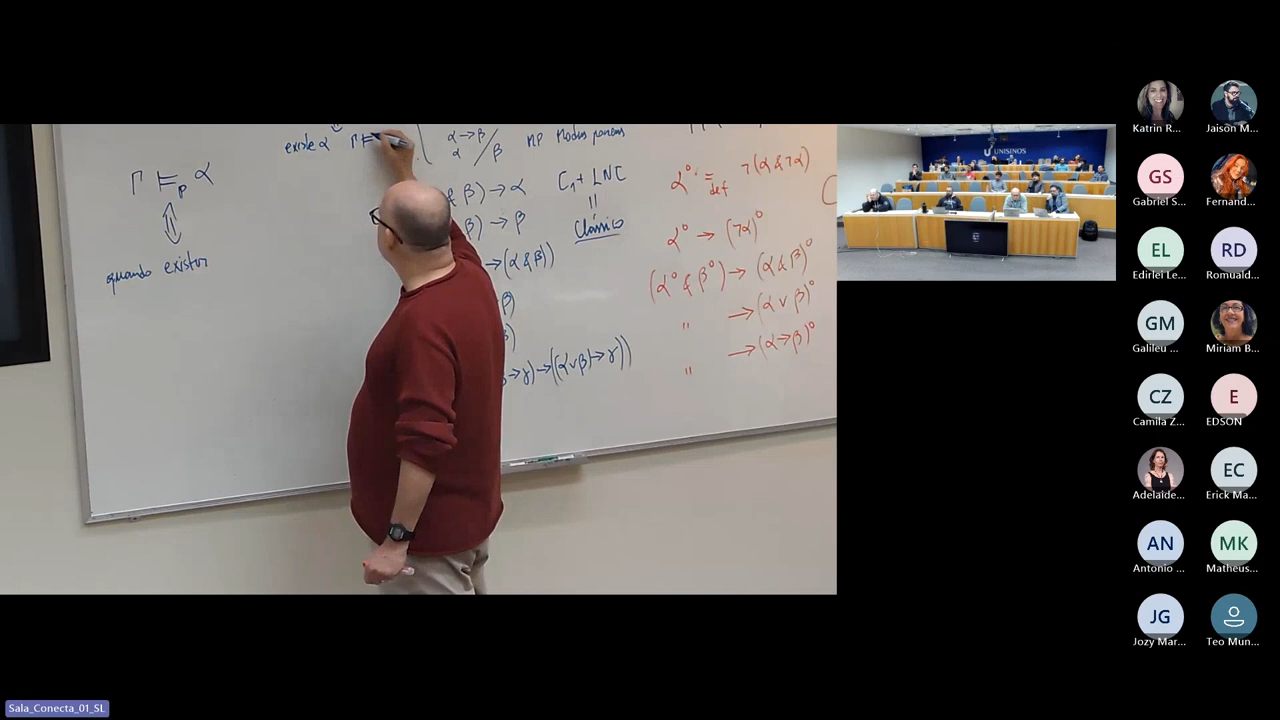 existe α Γ ⊨
α → β
α / β
MP Modus ponens
Γ ⊨p α
⇕
quando existir
& β) → α
) → β
→ (α & β))
β)
β)
β → γ) → ((α ∨ β) → γ))
C₁ + LNC
=
Clássico
α° =def ¬(α & ¬α)
α° → (¬α)°
(α° & β°) → (α & β)°
" → (α ∨ β)°
" → (α → β)°
UNISINOS
Katrin R...
Jaison M...
GS
Gabriel S...
Fernand...
EL
Edirlei Le...
RD
Romuald...
GM
Galileu ...
Miriam B...
CZ
Camila Z...
E
EDSON
Adelaide...
EC
Erick Ma...
AN
Antonio ...
MK
Matheus...
JG
Jozy Mar...
Teo Mun...
Sala_Conecta_01_SL